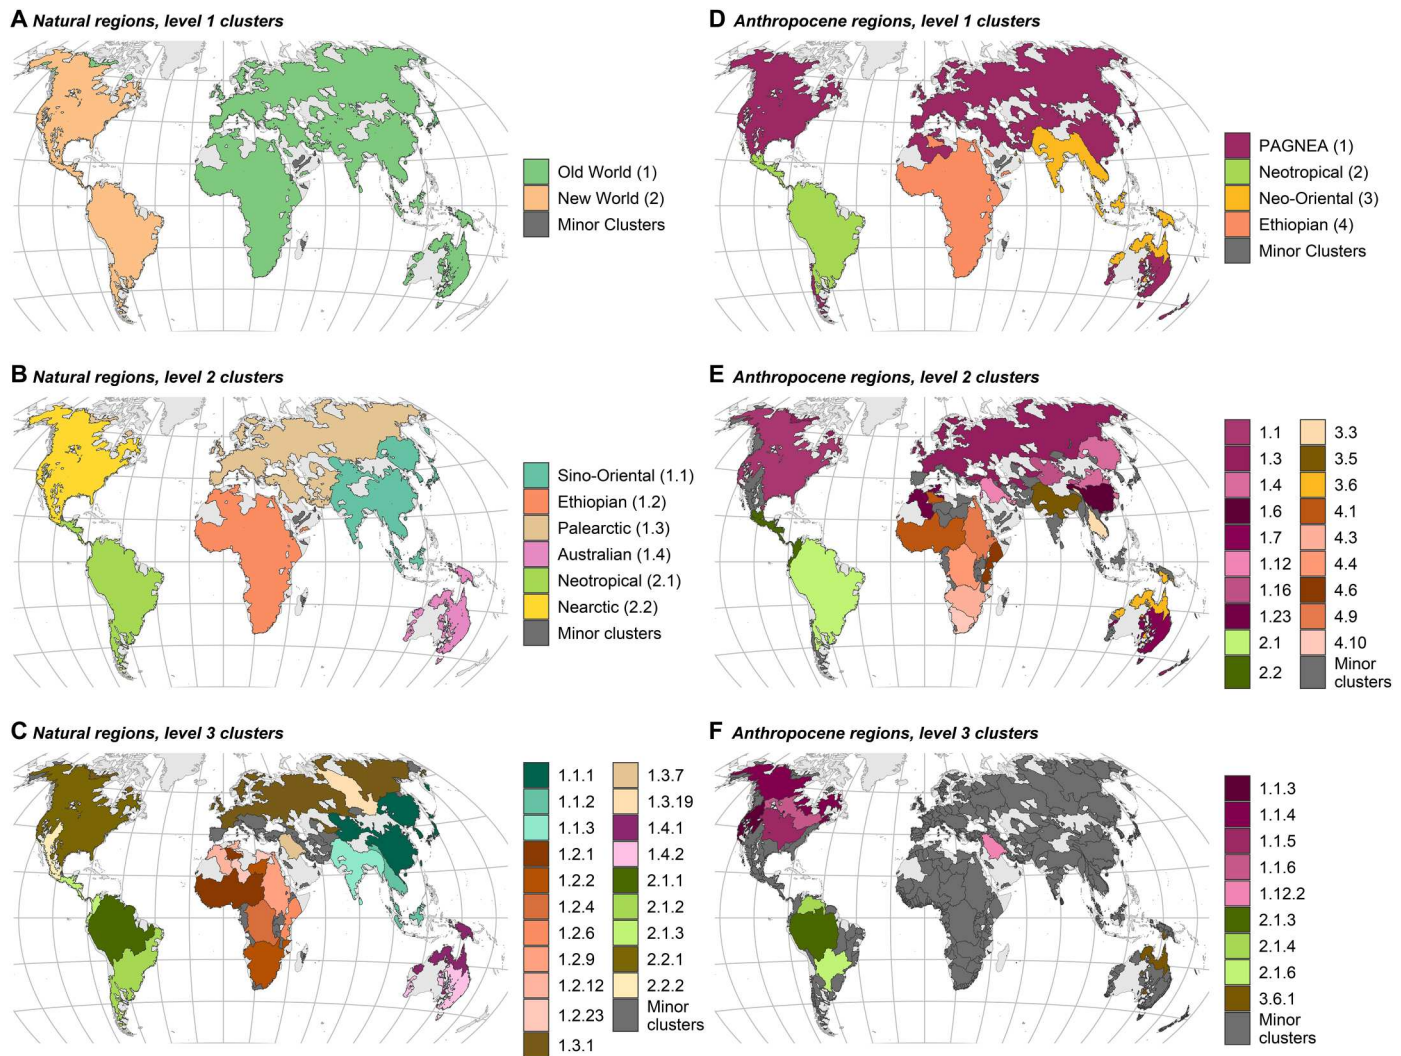 A Natural regions, level 1 clusters
Old World (1)
New World (2)
Minor Clusters
D Anthropocene regions, level 1 clusters
PAGNEA (1)
Neotropical (2)
Neo-Oriental (3)
Ethiopian (4)
Minor Clusters
B Natural regions, level 2 clusters
Sino-Oriental (1.1)
Ethiopian (1.2)
Palearctic (1.3)
Australian (1.4)
Neotropical (2.1)
Nearctic (2.2)
Minor clusters
E Anthropocene regions, level 2 clusters
1.1
1.3
1.4
1.6
1.7
1.12
1.16
1.23
2.1
2.2
3.3
3.5
3.6
4.1
4.3
4.4
4.6
4.9
4.10
Minor
clusters
C Natural regions, level 3 clusters
1.1.1
1.1.2
1.1.3
1.2.1
1.2.2
1.2.4
1.2.6
1.2.9
1.2.12
1.2.23
1.3.1
1.3.7
1.3.19
1.4.1
1.4.2
2.1.1
2.1.2
2.1.3
2.2.1
2.2.2
Minor
clusters
F Anthropocene regions, level 3 clusters
1.1.3
1.1.4
1.1.5
1.1.6
1.12.2
2.1.3
2.1.4
2.1.6
3.6.1
Minor
clusters